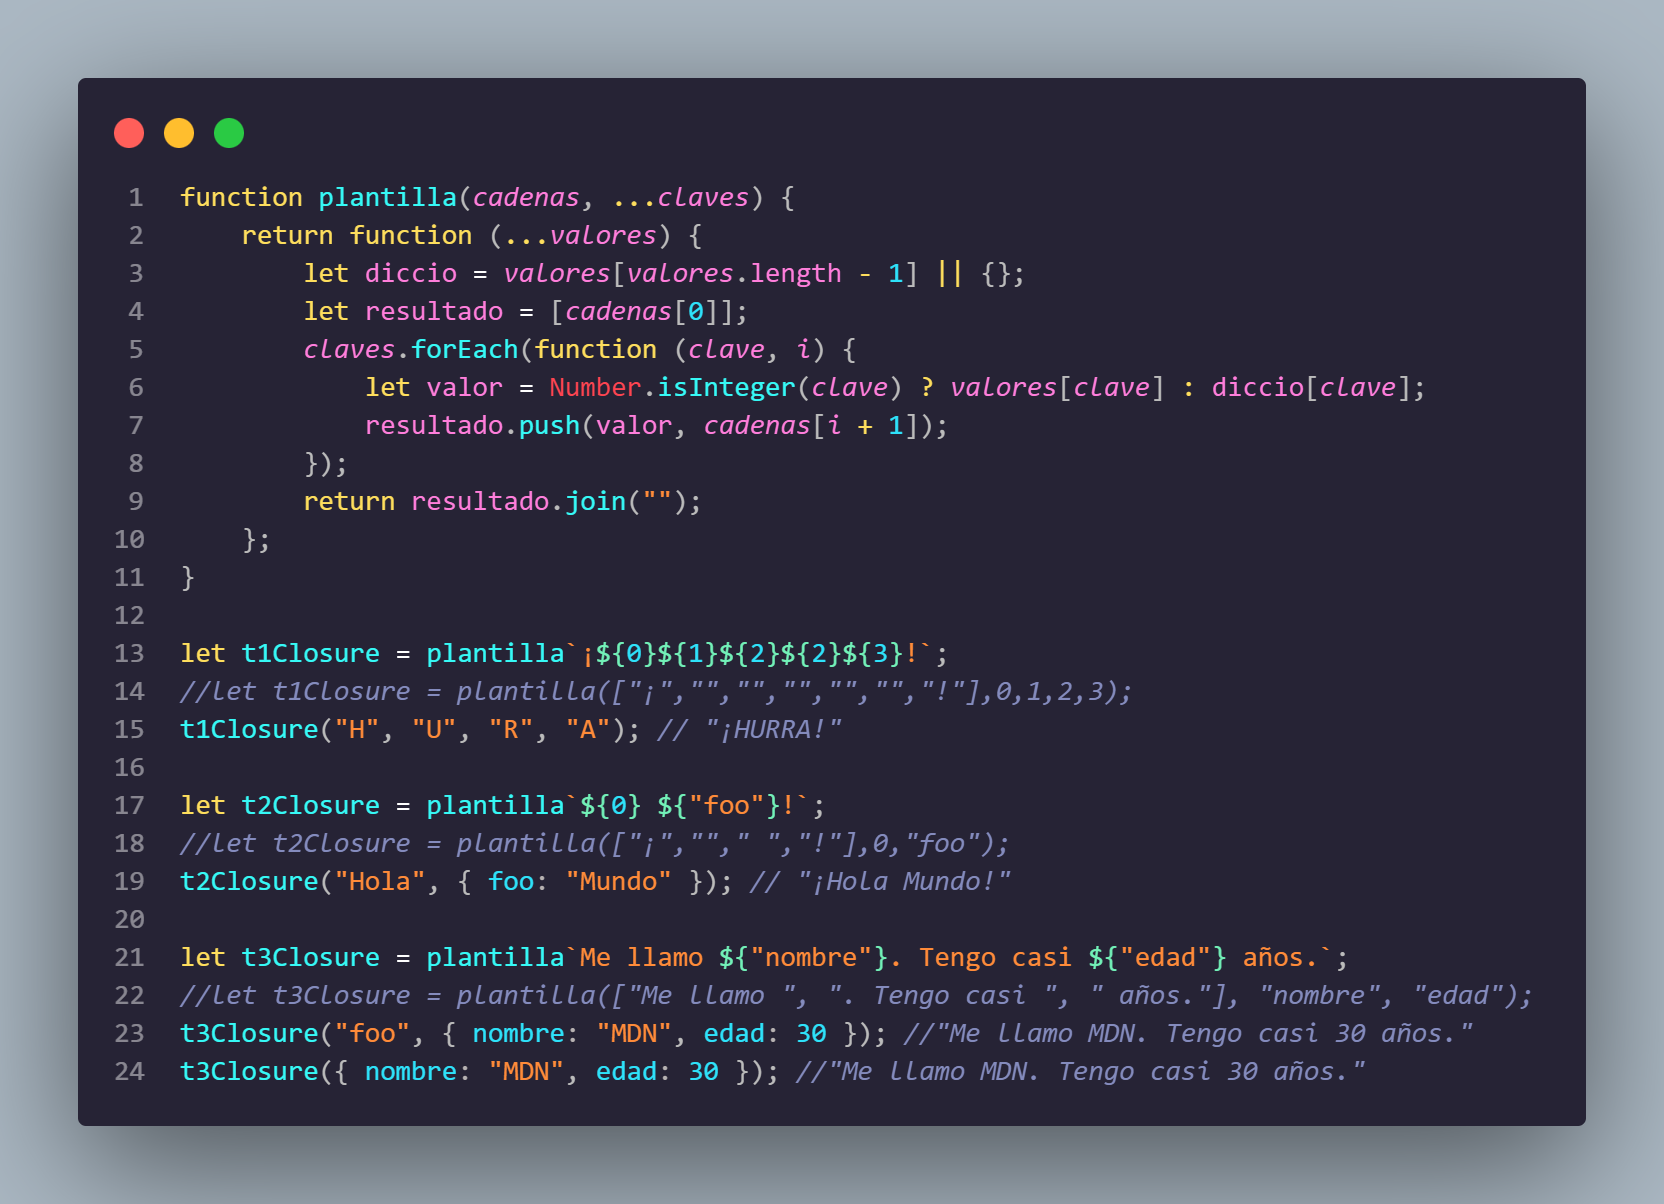 1 function plantilla(cadenas, ...claves) {
2     return function (...valores) {
3         let diccio = valores[valores.length - 1] || {};
4         let resultado = [cadenas[0]];
5         claves.forEach(function (clave, i) {
6             let valor = Number.isInteger(clave) ? valores[clave] : diccio[clave];
7             resultado.push(valor, cadenas[i + 1]);
8         });
9         return resultado.join("");
10     };
11 }
12
13 let t1Closure = plantilla`¡${0}${1}${2}${2}${3}!`;
14 //let t1Closure = plantilla(["¡","","","","","","!"],0,1,2,3);
15 t1Closure("H", "U", "R", "A"); // "¡HURRA!"
16
17 let t2Closure = plantilla`${0} ${"foo"}!`;
18 //let t2Closure = plantilla(["¡",""," ","!"],0,"foo");
19 t2Closure("Hola", { foo: "Mundo" }); // "¡Hola Mundo!"
20
21 let t3Closure = plantilla`Me llamo ${"nombre"}. Tengo casi ${"edad"} años.`;
22 //let t3Closure = plantilla(["Me llamo ", ". Tengo casi ", " años."], "nombre", "edad");
23 t3Closure("foo", { nombre: "MDN", edad: 30 }); //"Me llamo MDN. Tengo casi 30 años."
24 t3Closure({ nombre: "MDN", edad: 30 }); //"Me llamo MDN. Tengo casi 30 años."